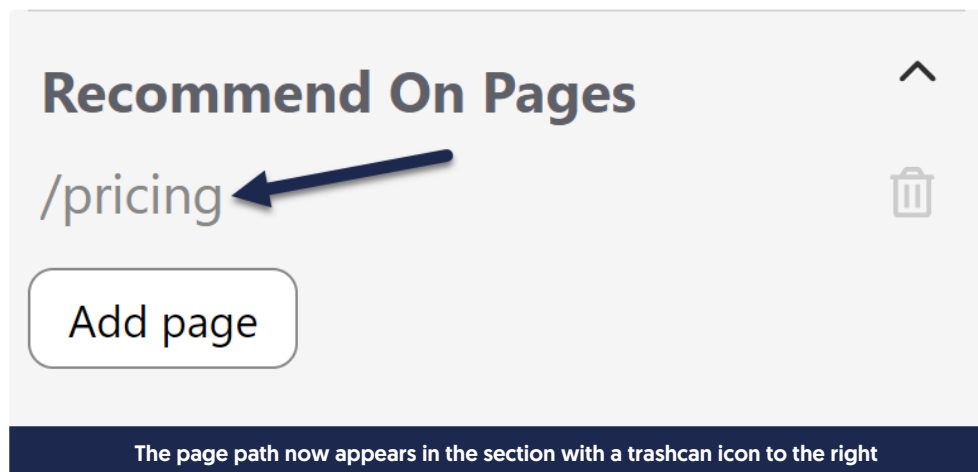 Recommend On Pages
/pricing
Add page
The page path now appears in the section with a trashcan icon to the right